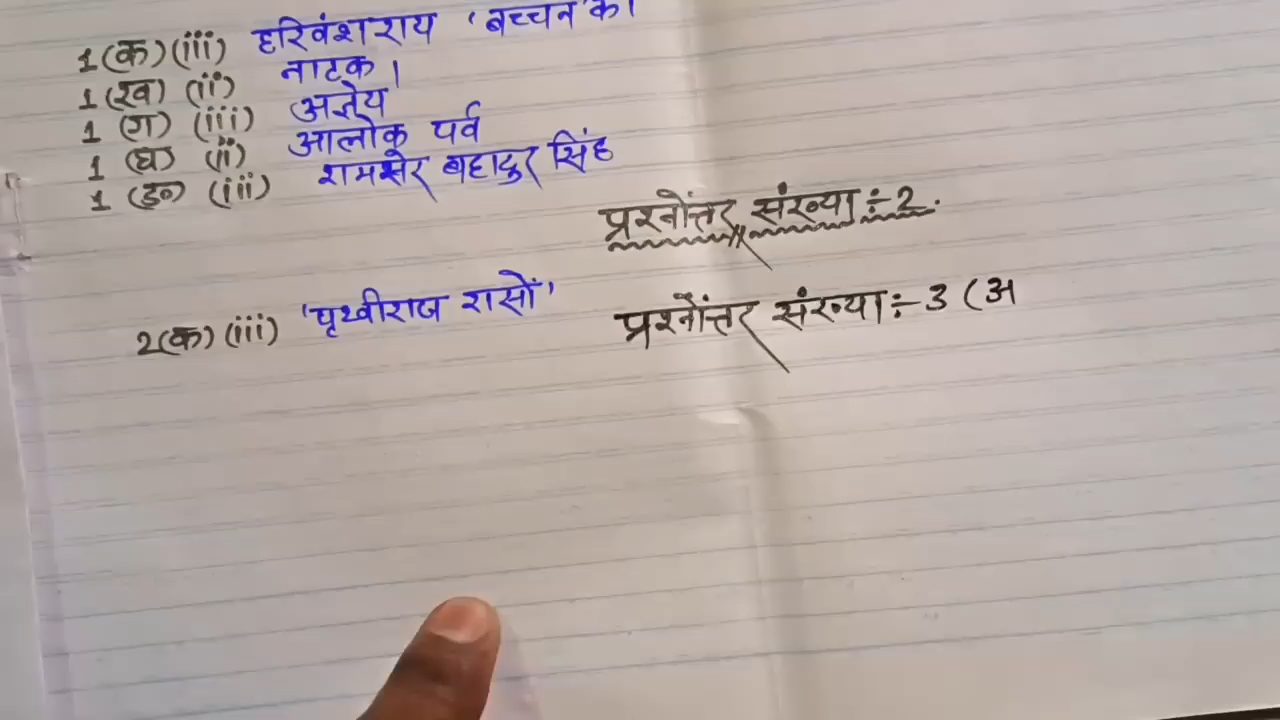 1 (क) (iii) हरिवंशराय 'बच्चन' का
1 (ख) (ii) नाटक।
1 (ग) (iii) अज्ञेय
1 (घ) (ii) आलोक पर्व
1 (ङ) (iii) शमसेर बहादुर सिंह
प्रश्नोंत्तर संख्या ÷ 2.
2 (क) (iii) 'पृथ्वीराज रासों'
प्रश्नोंत्तर संख्या ÷ 3 (अ